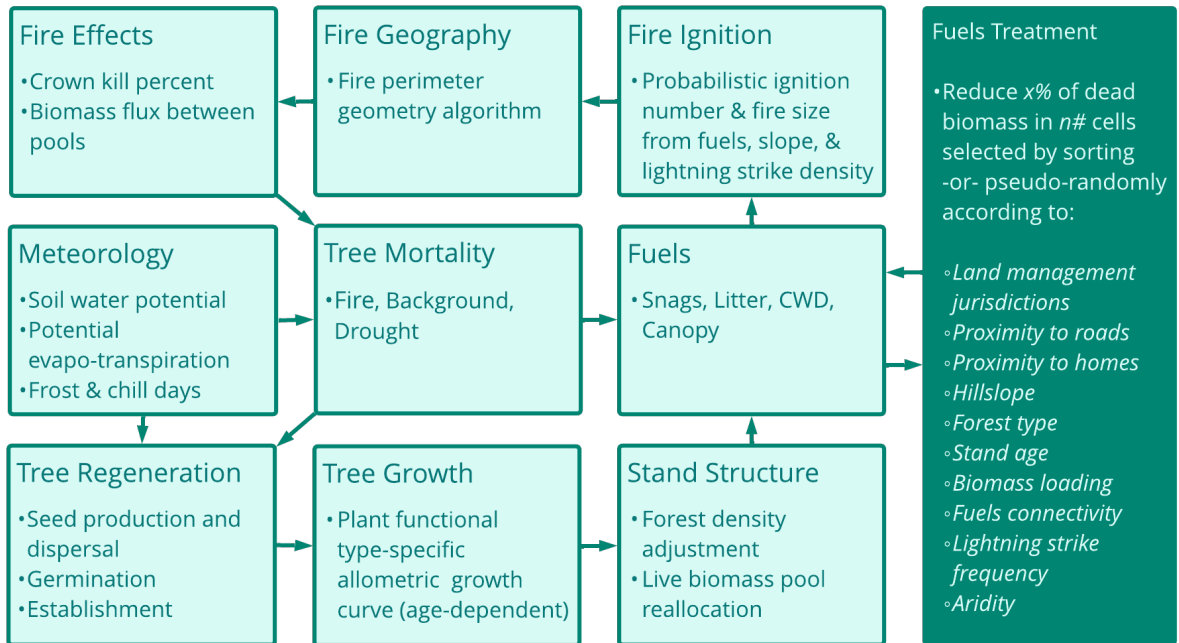 Fire Effects
•Crown kill percent
•Biomass flux between
pools
Fire Geography
•Fire perimeter
geometry algorithm
Fire Ignition
•Probabilistic ignition
number & fire size
from fuels, slope, &
lightning strike density
Fuels Treatment
•Reduce x% of dead
biomass in n# cells
selected by sorting
-or- pseudo-randomly
according to:
◦Land management
jurisdictions
◦Proximity to roads
◦Proximity to homes
◦Hillslope
◦Forest type
◦Stand age
◦Biomass loading
◦Fuels connectivity
◦Lightning strike
frequency
◦Aridity
Meteorology
•Soil water potential
•Potential
evapo-transpiration
•Frost & chill days
Tree Mortality
•Fire, Background,
Drought
Fuels
•Snags, Litter, CWD,
Canopy
Tree Regeneration
•Seed production and
dispersal
•Germination
•Establishment
Tree Growth
•Plant functional
type-specific
allometric growth
curve (age-dependent)
Stand Structure
•Forest density
adjustment
•Live biomass pool
reallocation